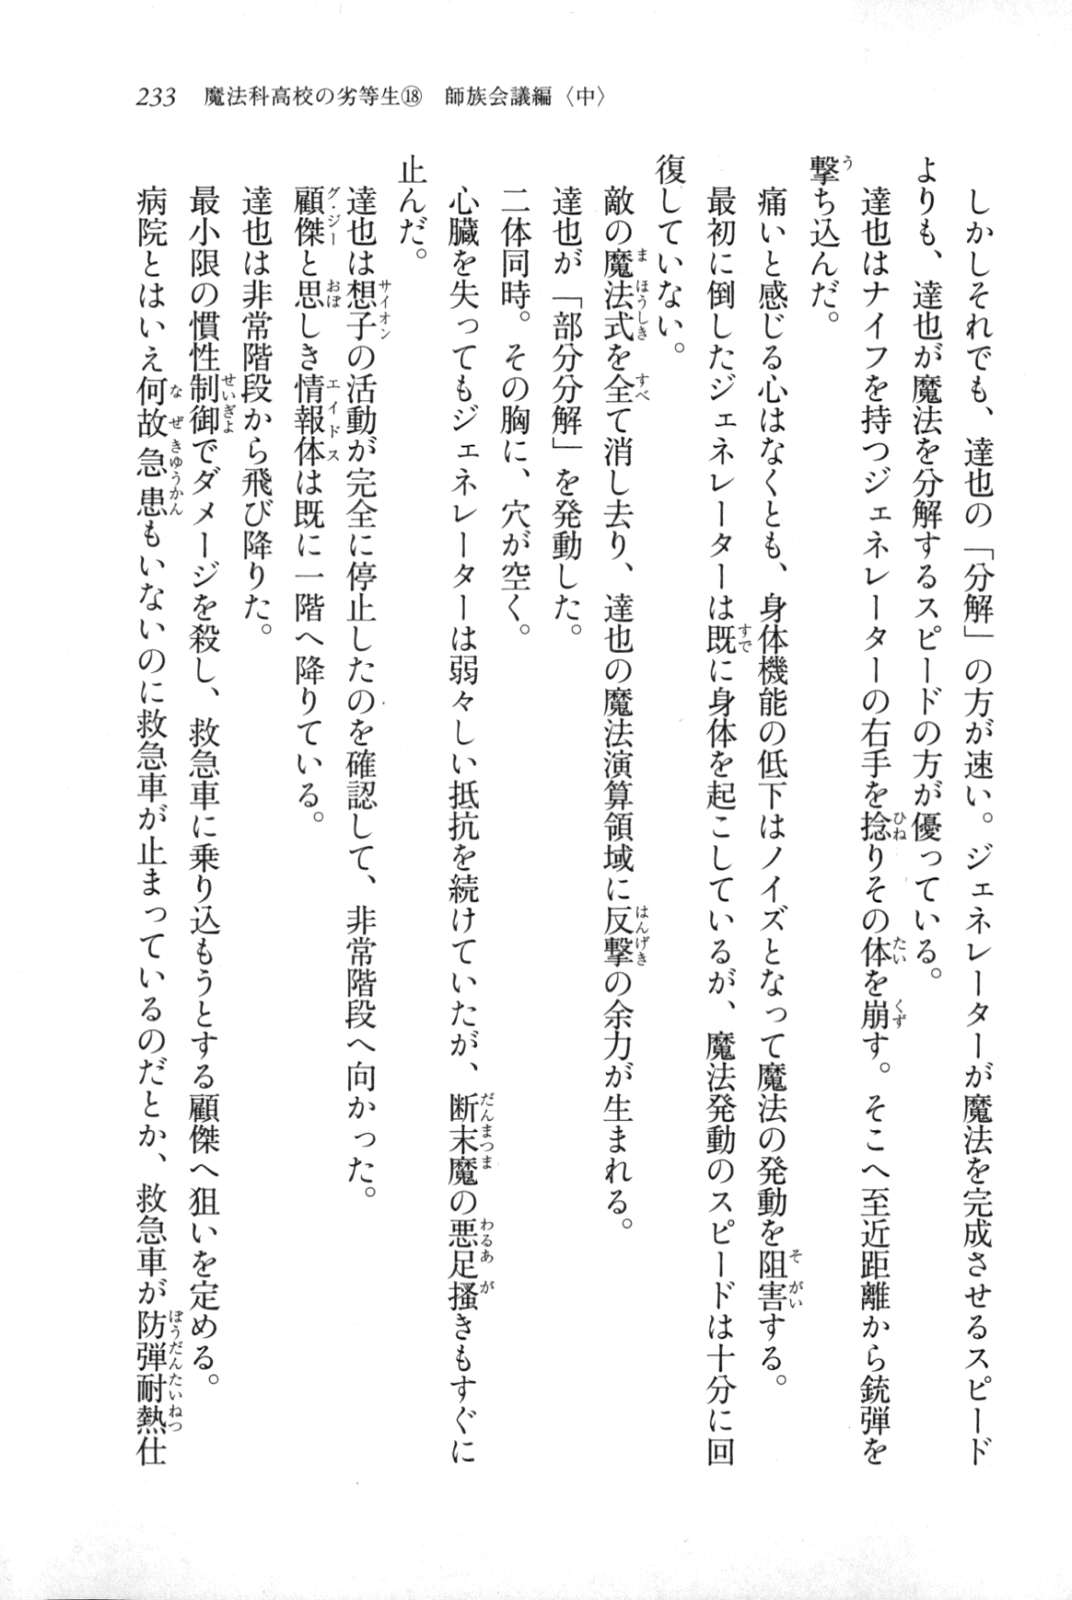 233　魔法科高校の劣等生⑱　師族会議編〈中〉
しかしそれでも、達也の「分解」の方が速い。ジェネレーターが魔法を完成させるスピード
よりも、達也が魔法を分解するスピードの方が優っている。
達也はナイフを持つジェネレーターの右手を捻りその体を崩す。そこへ至近距離から銃弾を
撃ち込んだ。
痛いと感じる心はなくとも、身体機能の低下はノイズとなって魔法の発動を阻害する。
最初に倒したジェネレーターは既に身体を起こしているが、魔法発動のスピードは十分に回
復していない。
敵の魔法式を全て消し去り、達也の魔法演算領域に反撃の余力が生まれる。
達也が「部分分解」を発動した。
二体同時。その胸に、穴が空く。
心臓を失ってもジェネレーターは弱々しい抵抗を続けていたが、断末魔の悪足掻きもすぐに
止んだ。
達也は想子の活動が完全に停止したのを確認して、非常階段へ向かった。
顧傑と思しき情報体は既に一階へ降りている。
達也は非常階段から飛び降りた。
最小限の慣性制御でダメージを殺し、救急車に乗り込もうとする顧傑へ狙いを定める。
病院とはいえ何故急患もいないのに救急車が止まっているのだとか、救急車が防弾耐熱仕